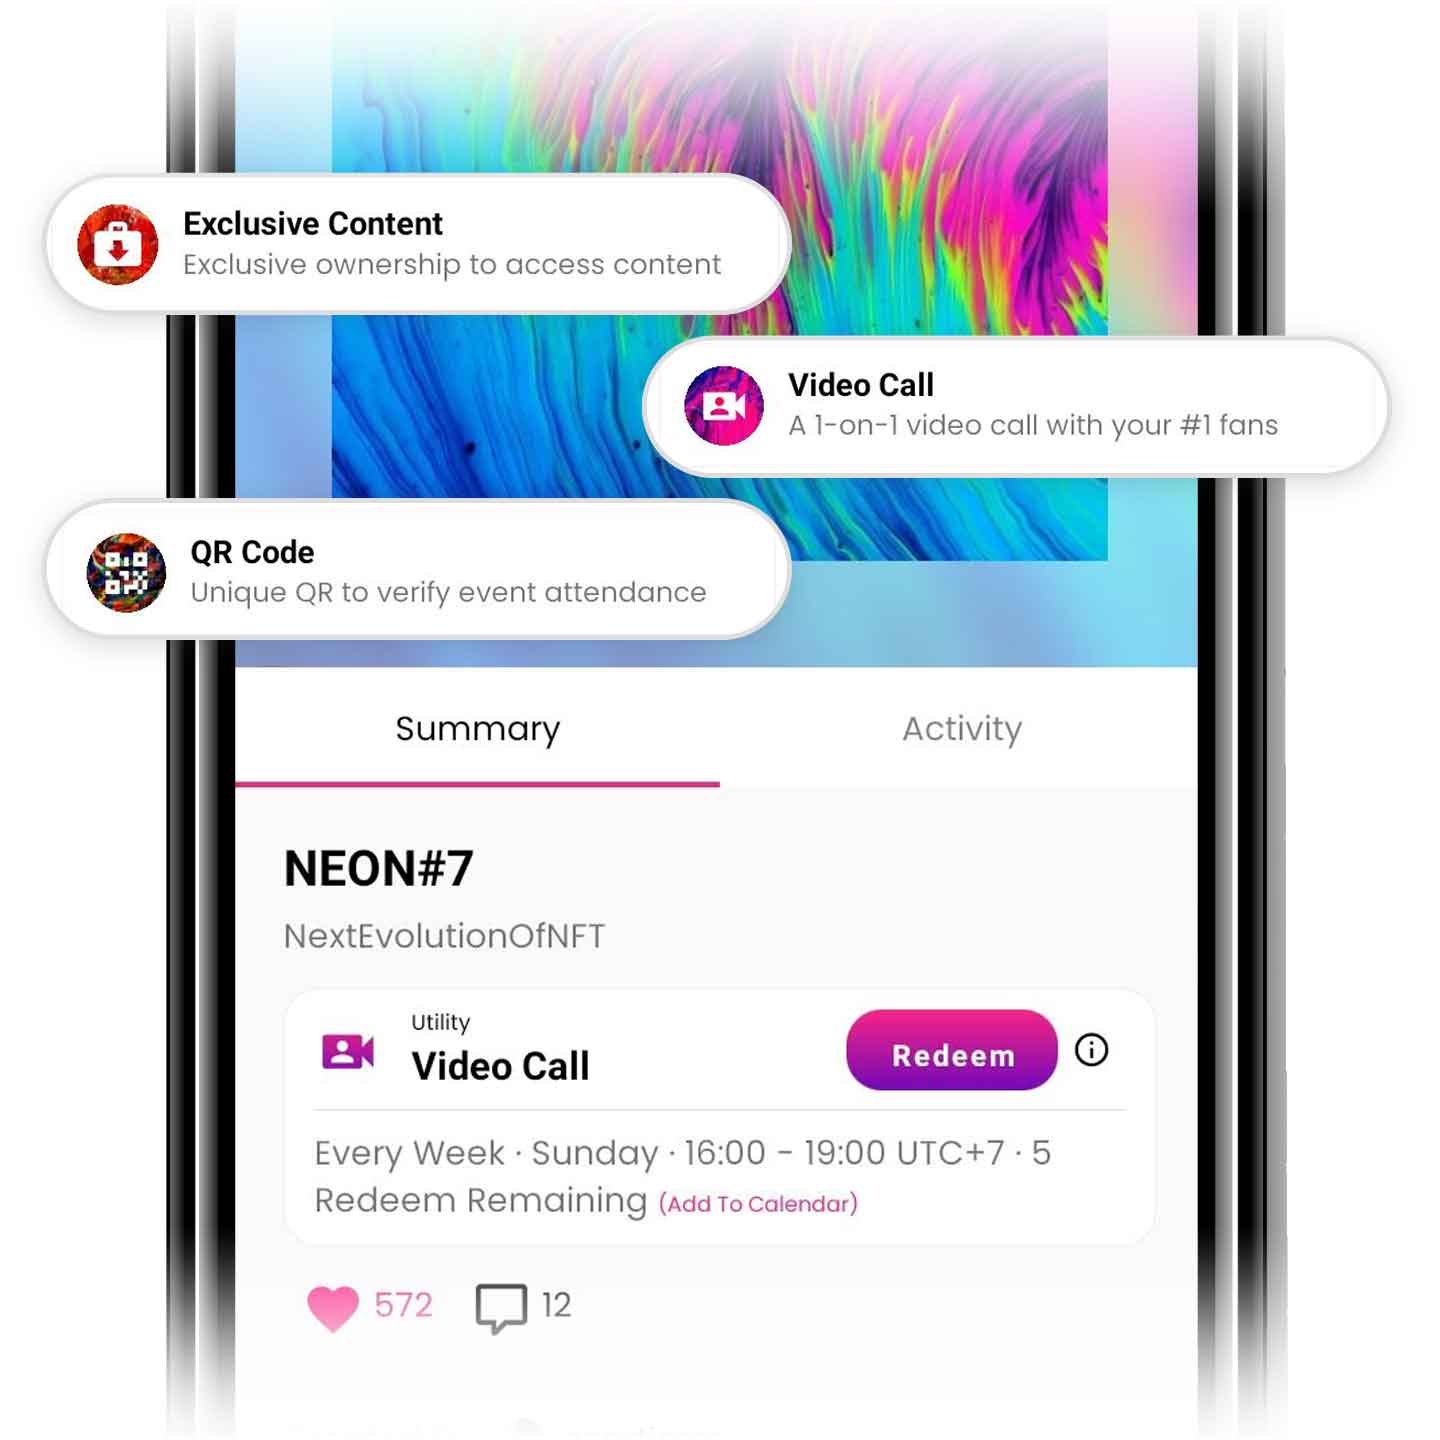 Exclusive Content
Exclusive ownership to access content
Video Call
A 1-on-1 video call with your #1 fans
QR Code
Unique QR to verify event attendance
Summary
Activity
NEON#7
NextEvolutionOfNFT
Utility
Video Call
Redeem
Every Week · Sunday · 16:00 - 19:00 UTC+7 · 5
Redeem Remaining (Add To Calendar)
572
12